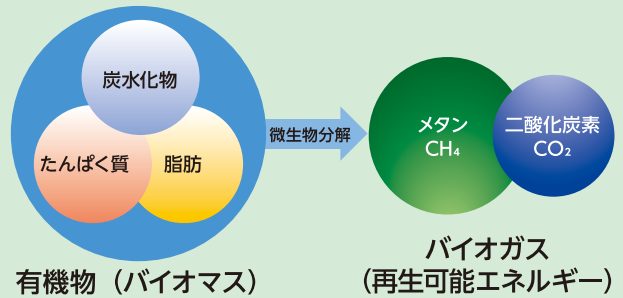 炭水化物
たんぱく質
脂肪
微生物分解
メタン
CH₄
二酸化炭素
CO₂
有機物（バイオマス）
バイオガス
（再生可能エネルギー）